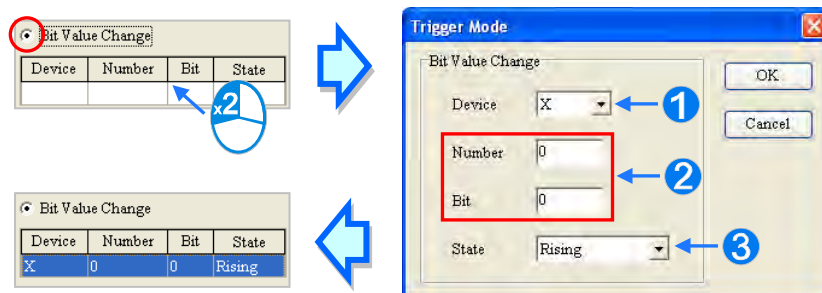 Bit Value Change
Device Number Bit State
x2
Trigger Mode
Bit Value Change
Device X 1
Number 0
2
Bit 0
State Rising 3
OK
Cancel
Bit Value Change
Device Number Bit State
X 0 0 Rising